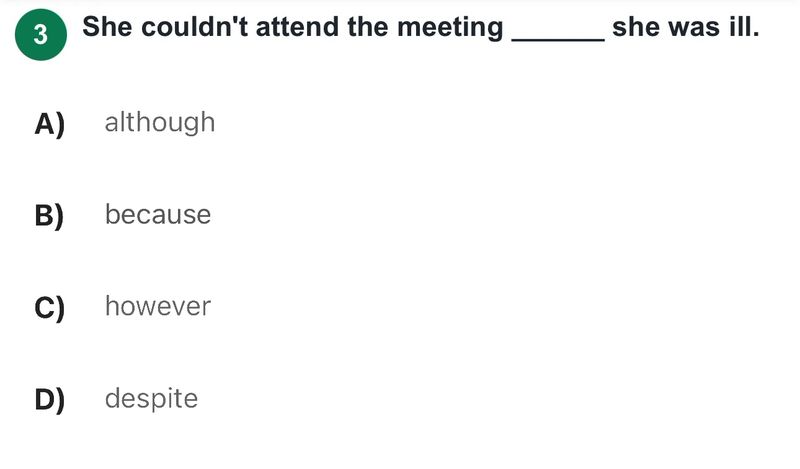 3 She couldn't attend the meeting ______ she was ill.
A) although
B) because
C) however
D) despite